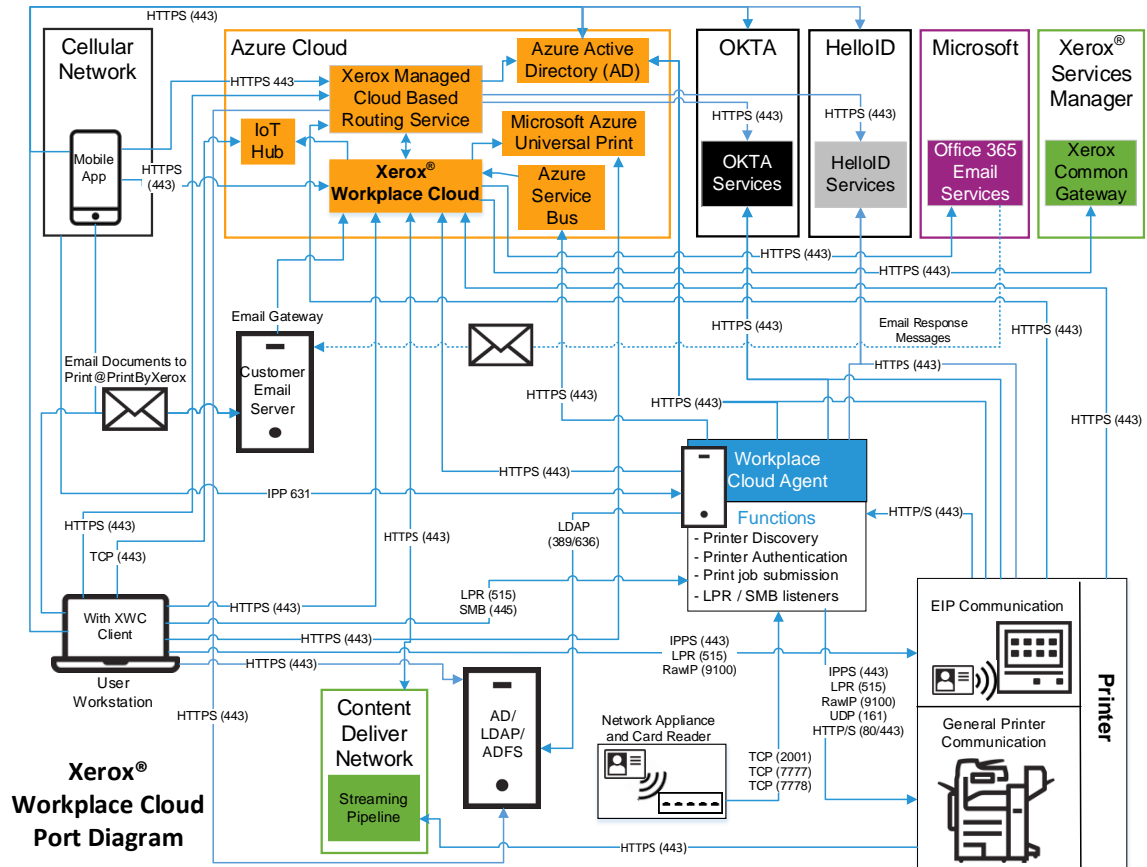 HTTPS (443)
Cellular
Network
Mobile
App
HTTPS 443
HTTPS
(443)
Azure Cloud
Xerox Managed
Cloud Based
Routing Service
Azure Active
Directory (AD)
IoT
Hub
Microsoft Azure
Universal Print
Xerox®
Workplace Cloud
Azure
Service
Bus
OKTA
HTTPS (443)
OKTA
Services
HelloID
HTTPS (443)
HelloID
Services
Microsoft
Office 365
Email
Services
Xerox®
Services
Manager
Xerox
Common
Gateway
HTTPS (443)
HTTPS (443)
Email Gateway
Customer
Email
Server
Email Documents to
Print@PrintByXerox
Email Response
Messages
HTTPS
(443)
HTTPS
(443)
HTTPS
(443)
HTTPS (443)
HTTPS (443)
HTTPS (443)
HTTPS (443)
IPP 631
HTTPS (443)
Workplace
Cloud Agent
Functions
- Printer Discovery
- Printer Authentication
- Print job submission
- LPR / SMB listeners
HTTP/S (443)
LDAP
(389/636)
HTTPS
(443)
TCP (443)
HTTPS
(443)
With XWC
Client
User
Workstation
HTTPS (443)
LPR (515)
SMB (445)
HTTPS (443)
HTTPS (443)
IPPS (443)
LPR (515)
RawIP (9100)
IPPS (443)
LPR (515)
RawIP (9100)
UDP (161)
HTTP/S (80/443)
EIP Communication
General Printer
Communication
Printer
HTTPS (443)
Content
Deliver
Network
Streaming
Pipeline
AD/
LDAP/
ADFS
Network Appliance
and Card Reader
TCP (2001)
TCP (7777)
TCP (7778)
HTTPS (443)
Xerox®
Workplace Cloud
Port Diagram